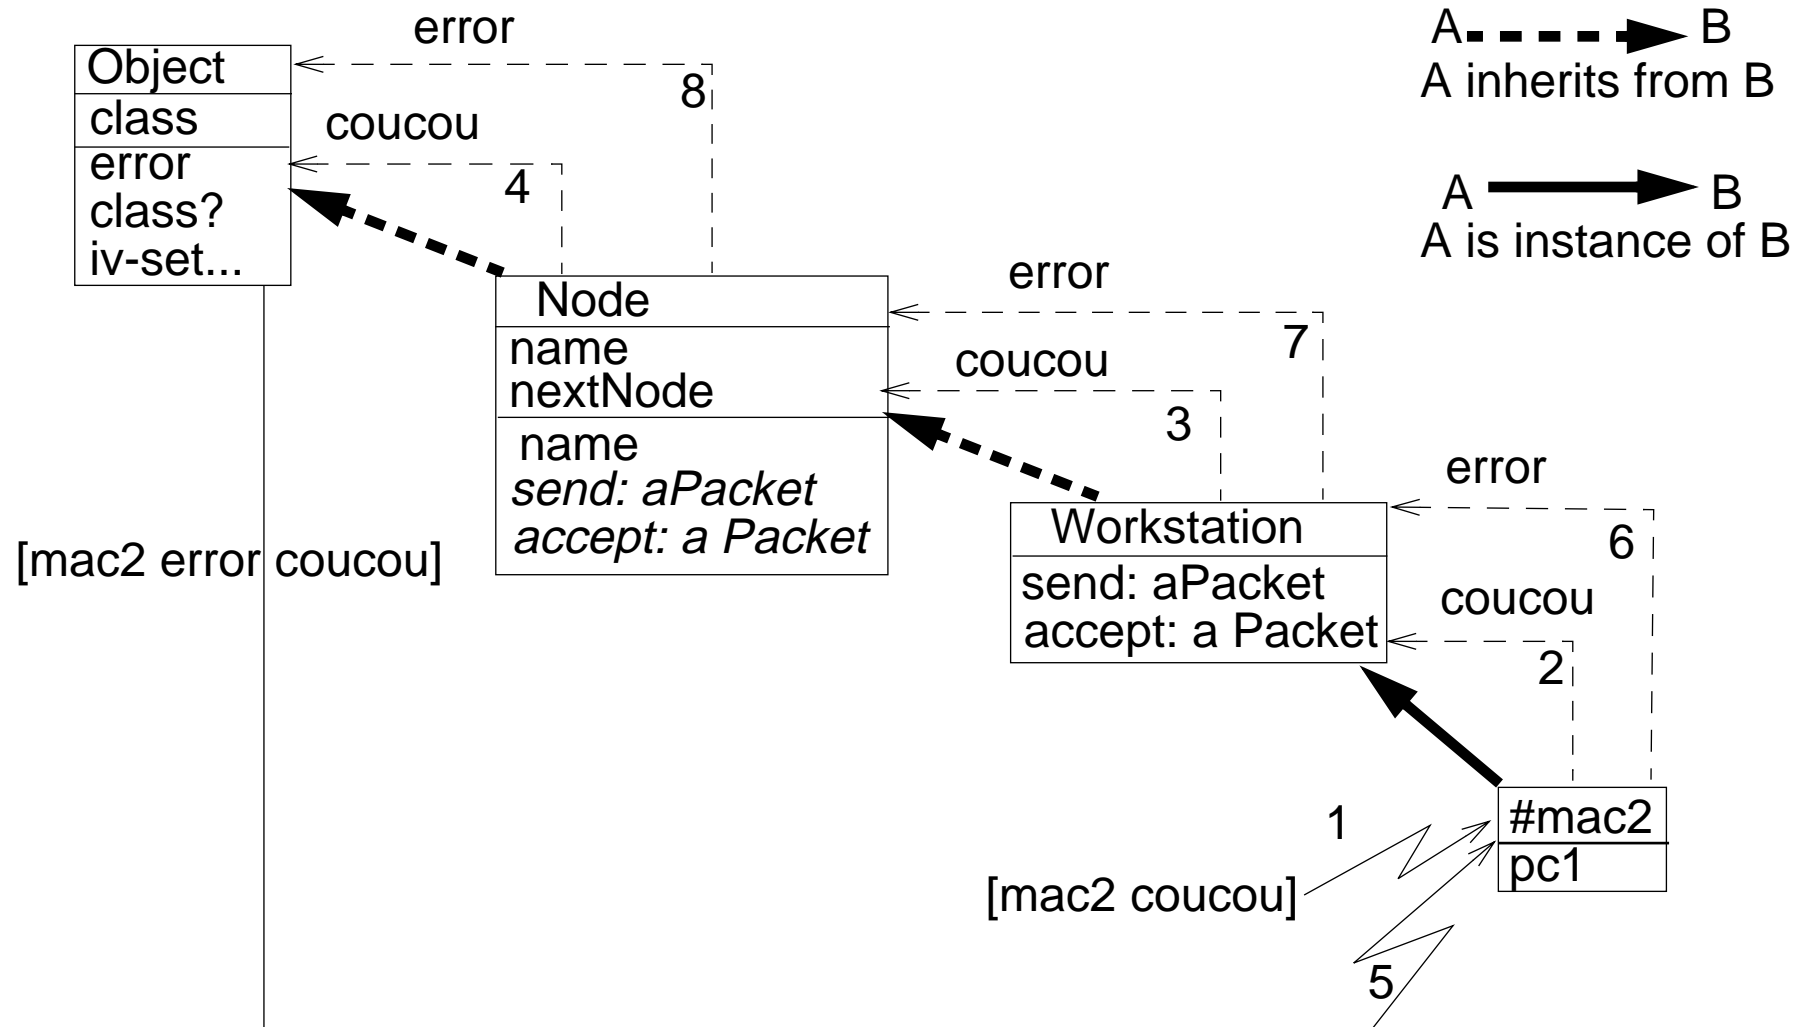 error
A B
A inherits from B
Object
class
error
class?
iv-set...
8
coucou
4
A B
A is instance of B
Node
name
nextNode
name
send: aPacket
accept: a Packet
error
7
coucou
3
[mac2 error coucou]
Workstation
send: aPacket
accept: a Packet
error
6
coucou
2
1
#mac2
pc1
[mac2 coucou]
5